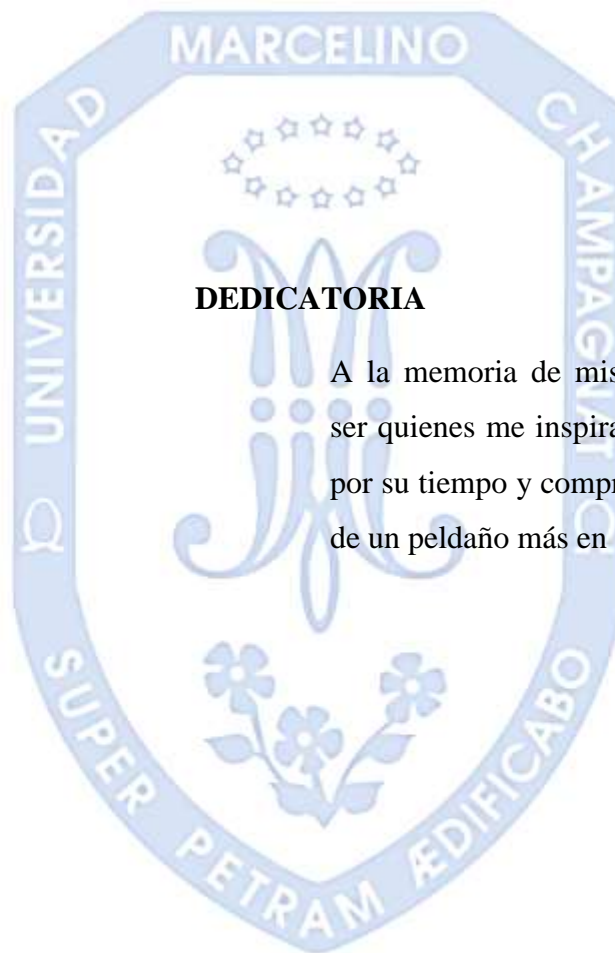 MARCELINO
UNIVERSIDAD
CHAMPAGNAT
DEDICATORIA
A la memoria de mis
ser quienes me inspira
por su tiempo y compr
de un peldaño más en
SUPER PETRAM ÆDIFICABO